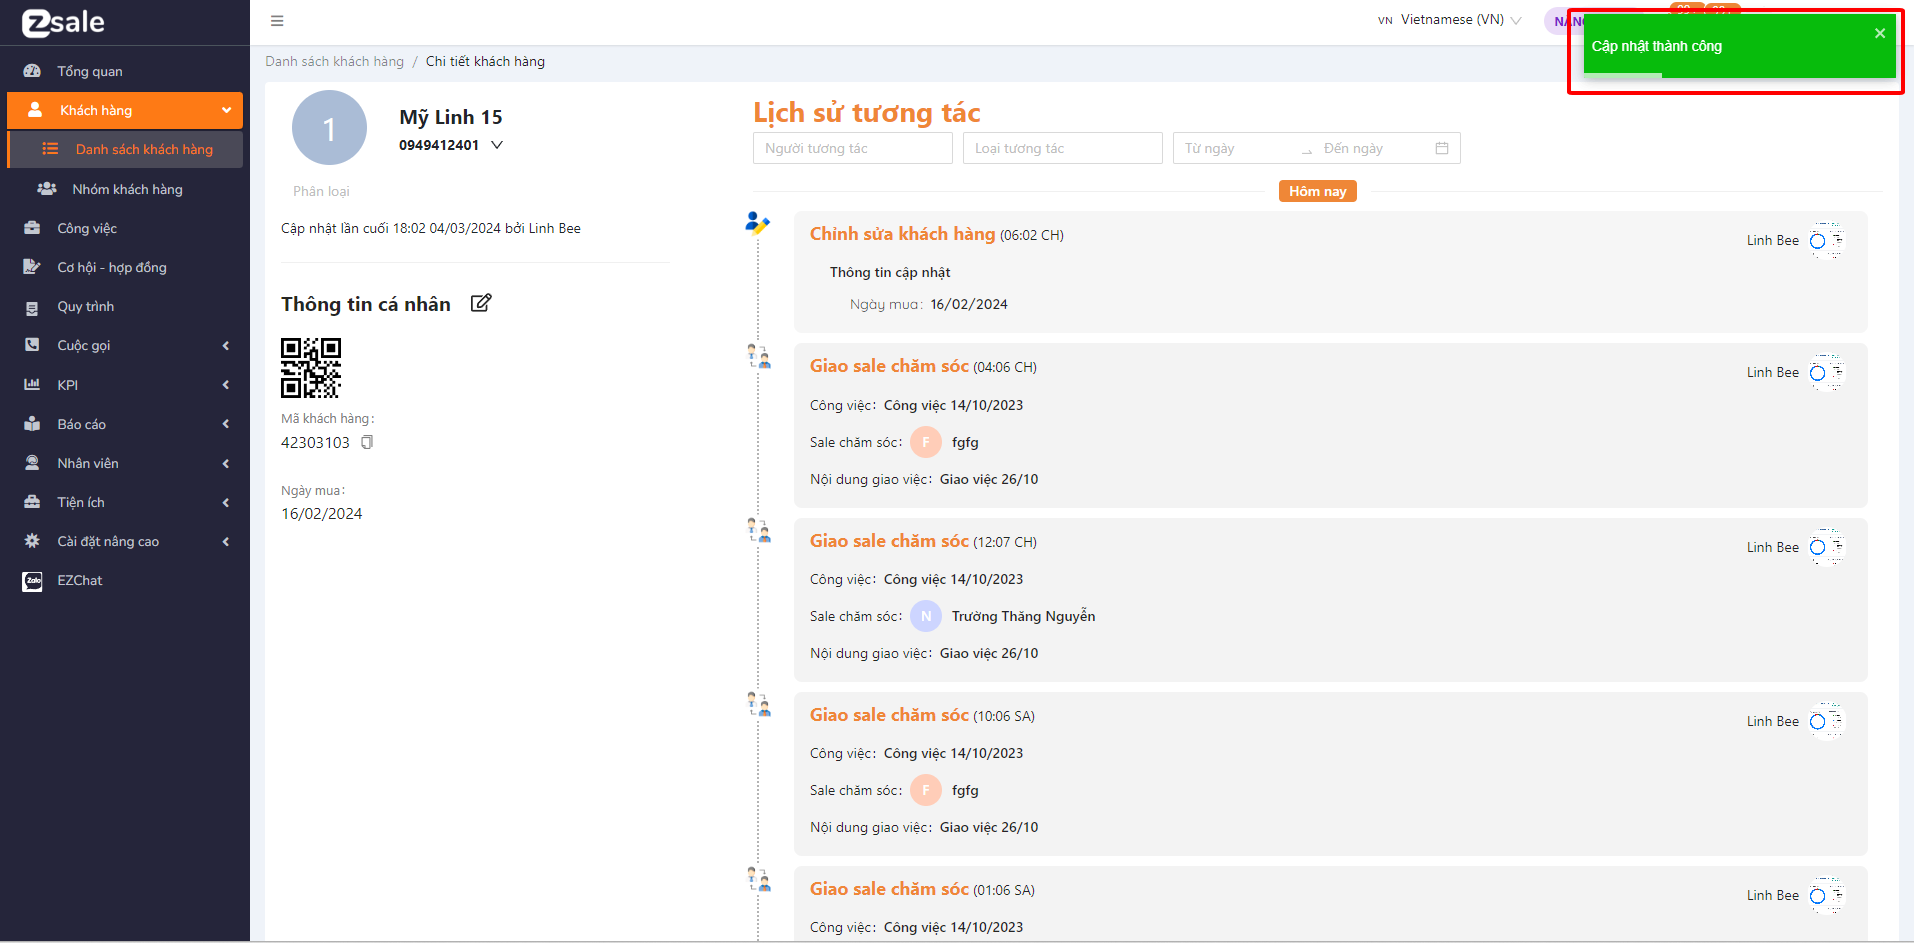 Zsale
Tổng quan
Khách hàng
Danh sách khách hàng
Nhóm khách hàng
Công việc
Cơ hội - hợp đồng
Quy trình
Cuộc gọi
KPI
Báo cáo
Nhân viên
Tiện ích
Cài đặt nâng cao
Zalo
EZChat
VN Vietnamese (VN)
Cập nhật thành công
Danh sách khách hàng / Chi tiết khách hàng
1
Mỹ Linh 15
0949412401
Phân loại
Cập nhật lần cuối 18:02 04/03/2024 bởi Linh Bee
Thông tin cá nhân
Mã khách hàng:
42303103
Ngày mua:
16/02/2024
Lịch sử tương tác
Người tương tác
Loại tương tác
Từ ngày
Đến ngày
Hôm nay
Chỉnh sửa khách hàng (06:02 CH)
Linh Bee
Thông tin cập nhật
Ngày mua: 16/02/2024
Giao sale chăm sóc (04:06 CH)
Linh Bee
Công việc: Công việc 14/10/2023
Sale chăm sóc: F fgfg
Nội dung giao việc: Giao việc 26/10
Giao sale chăm sóc (12:07 CH)
Linh Bee
Công việc: Công việc 14/10/2023
Sale chăm sóc: N Trường Thăng Nguyễn
Nội dung giao việc: Giao việc 26/10
Giao sale chăm sóc (10:06 SA)
Linh Bee
Công việc: Công việc 14/10/2023
Sale chăm sóc: F fgfg
Nội dung giao việc: Giao việc 26/10
Giao sale chăm sóc (01:06 SA)
Linh Bee
Công việc: Công việc 14/10/2023